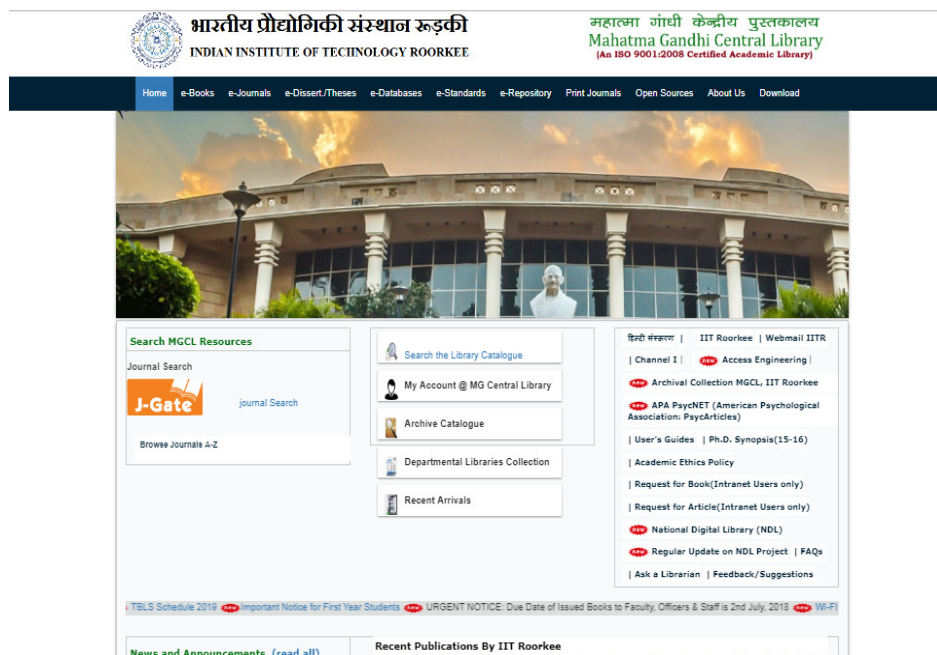 भारतीय प्रौद्योगिकी संस्थान रूड़की
INDIAN INSTITUTE OF TECHNOLOGY ROORKEE
महात्मा गांधी केन्द्रीय पुस्तकालय
Mahatma Gandhi Central Library
(An ISO 9001:2008 Certified Academic Library)
Home e-Books e-Journals e-Dissert./Theses e-Databases e-Standards e-Repository Print Journals Open Sources About Us Download
Search MGCL Resources
Journal Search
J-Gate
journal Search
Browse Journals A-Z
Search the Library Catalogue
My Account @ MG Central Library
Archive Catalogue
Departmental Libraries Collection
Recent Arrivals
हिन्दी संस्करण | IIT Roorkee | Webmail IITR
| Channel I | new Access Engineering |
new Archival Collection MGCL, IIT Roorkee
new APA PsycNET (American Psychological
Association: PsycArticles)
| User's Guides | Ph.D. Synopsis(15-16)
| Academic Ethics Policy
| Request for Book(Intranet Users only)
| Request for Article(Intranet Users only)
new National Digital Library (NDL)
new Regular Update on NDL Project | FAQs
| Ask a Librarian | Feedback/Suggestions
TBLS Schedule 2019 new Important Notice for First Year Students new URGENT NOTICE: Due Date of Issued Books to Faculty, Officers & Staff is 2nd July, 2018 new WI-FI
News and Announcements (read all)
Recent Publications By IIT Roorkee